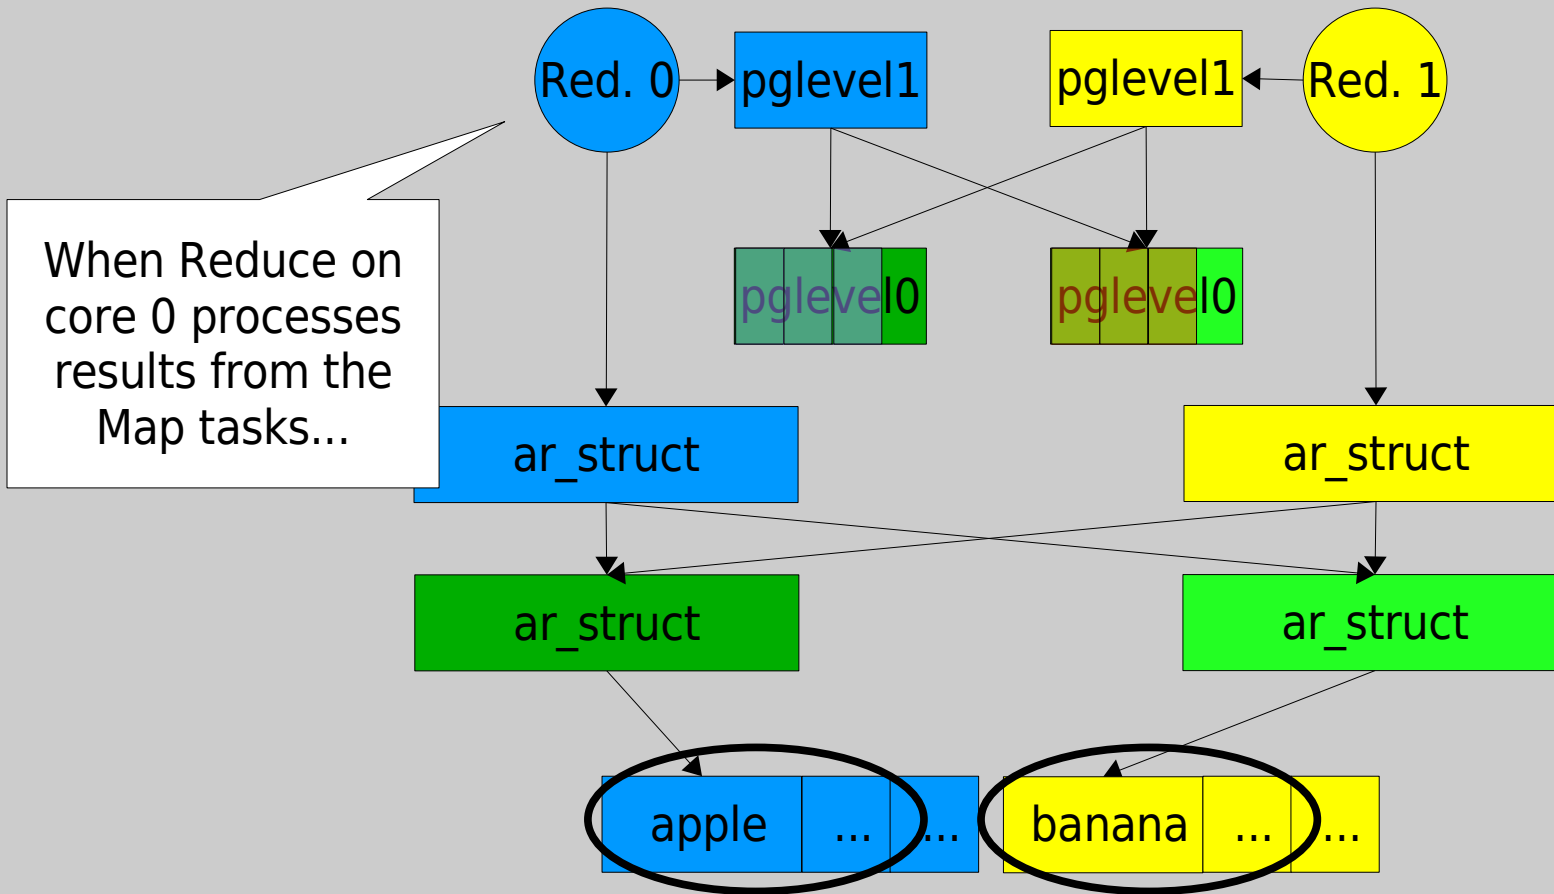 Red. 0
pglevel1
pglevel1
Red. 1
When Reduce on
core 0 processes
results from the
Map tasks...
pglevel0
pglevel0
ar_struct
ar_struct
ar_struct
ar_struct
apple
...
...
banana
...
...